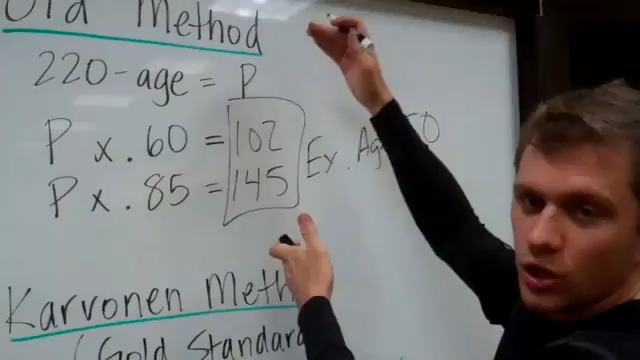 Old Method
220-age = P
P x .60 = 102
P x .85 = 145
Ex. Age 50
Karvonen Meth
(Gold Standard